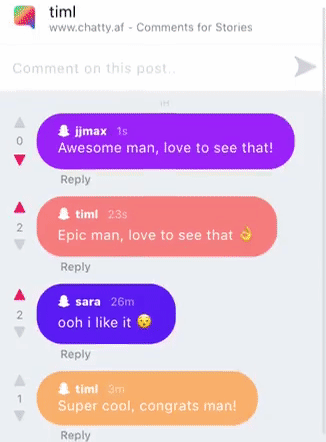 timl
www.chatty.af - Comments for Stories
Comment on this post..
0
jjmax 1s
Awesome man, love to see that!
Reply
2
timl 23s
Epic man, love to see that 👌
Reply
2
sara 26m
ooh i like it 😉
Reply
1
timl 3m
Super cool, congrats man!
Reply